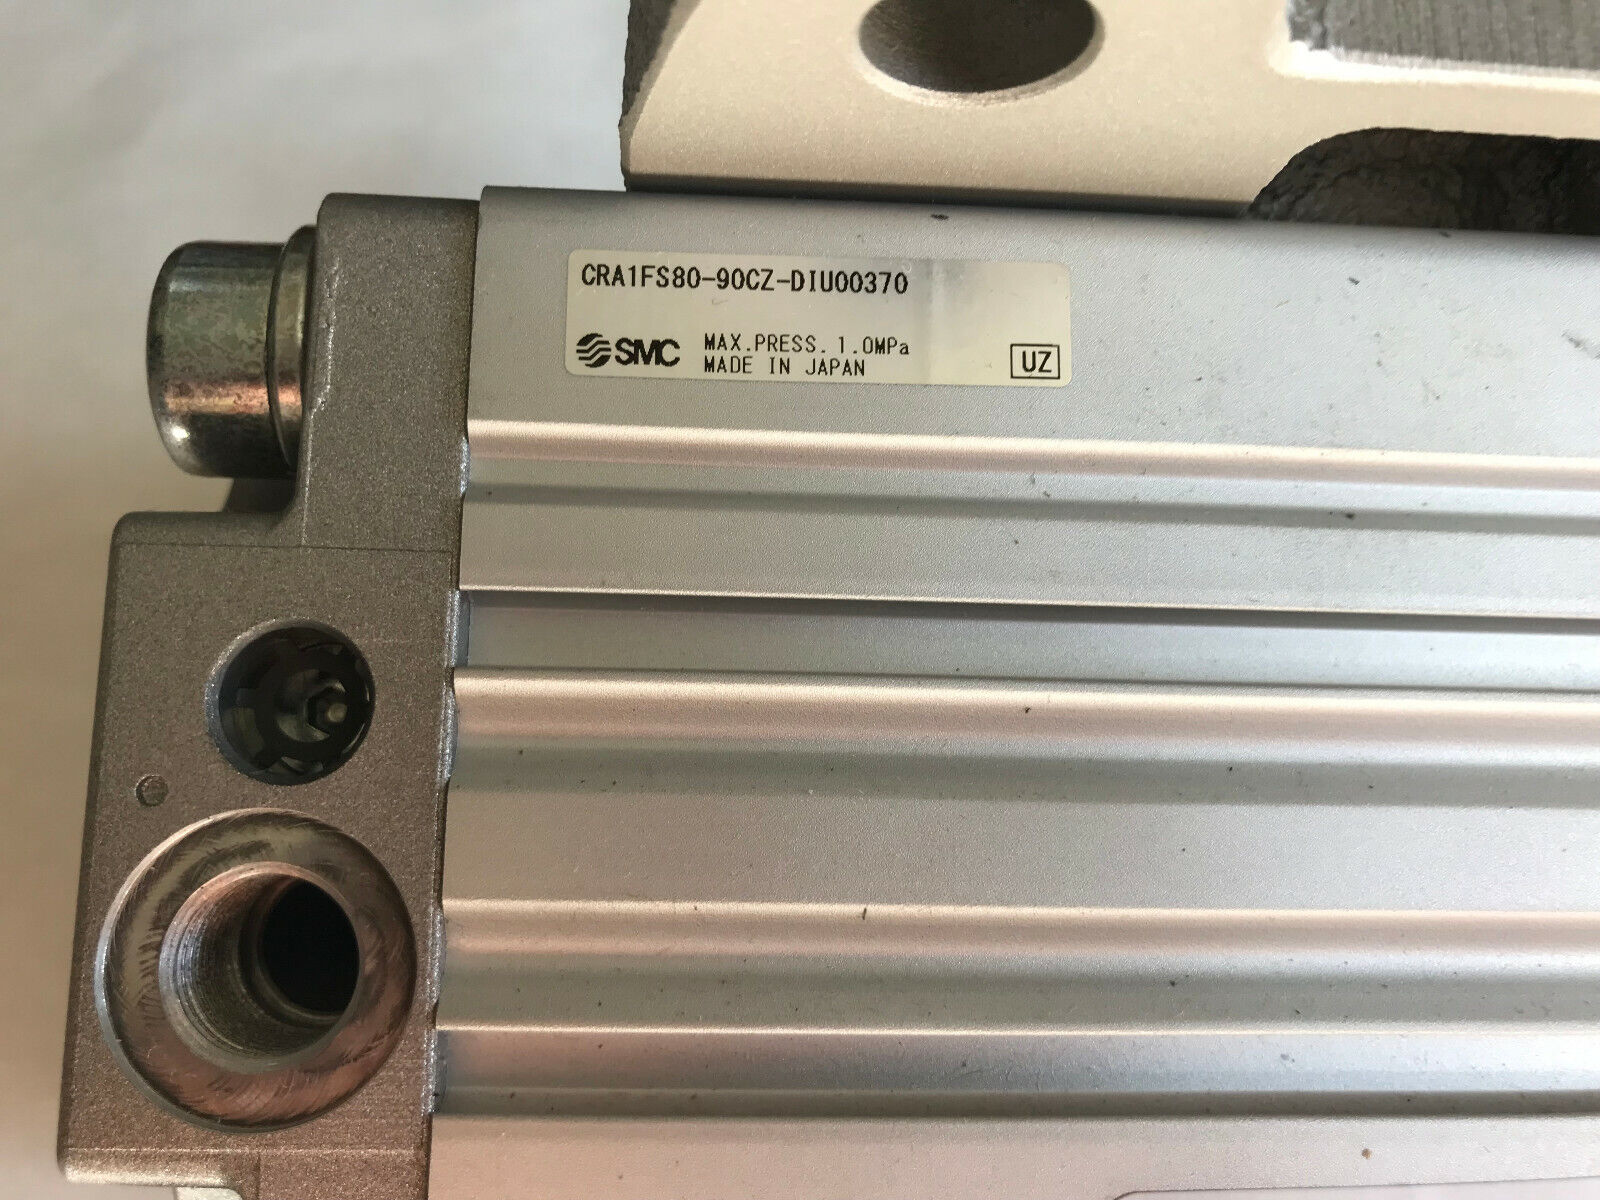 CRA1FS80-90CZ-DIU00370
SMC MAX.PRESS. 1.0MPa
MADE IN JAPAN
UZ